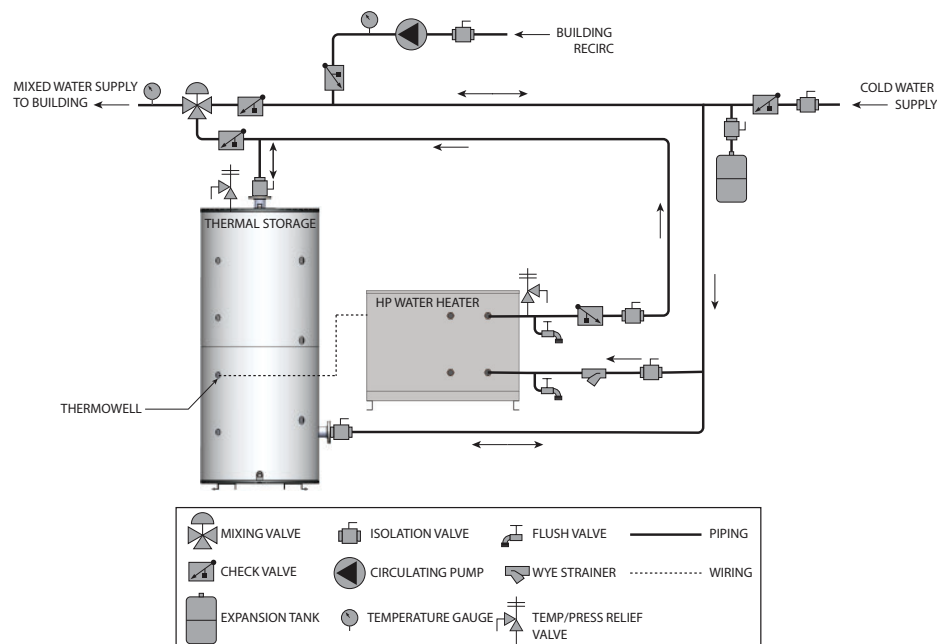 BUILDING
RECIRC
MIXED WATER SUPPLY
TO BUILDING
COLD WATER
SUPPLY
THERMAL STORAGE
HP WATER HEATER
THERMOWELL
MIXING VALVE
ISOLATION VALVE
FLUSH VALVE
PIPING
CHECK VALVE
CIRCULATING PUMP
WYE STRAINER
WIRING
EXPANSION TANK
TEMPERATURE GAUGE
TEMP/PRESS RELIEF
VALVE